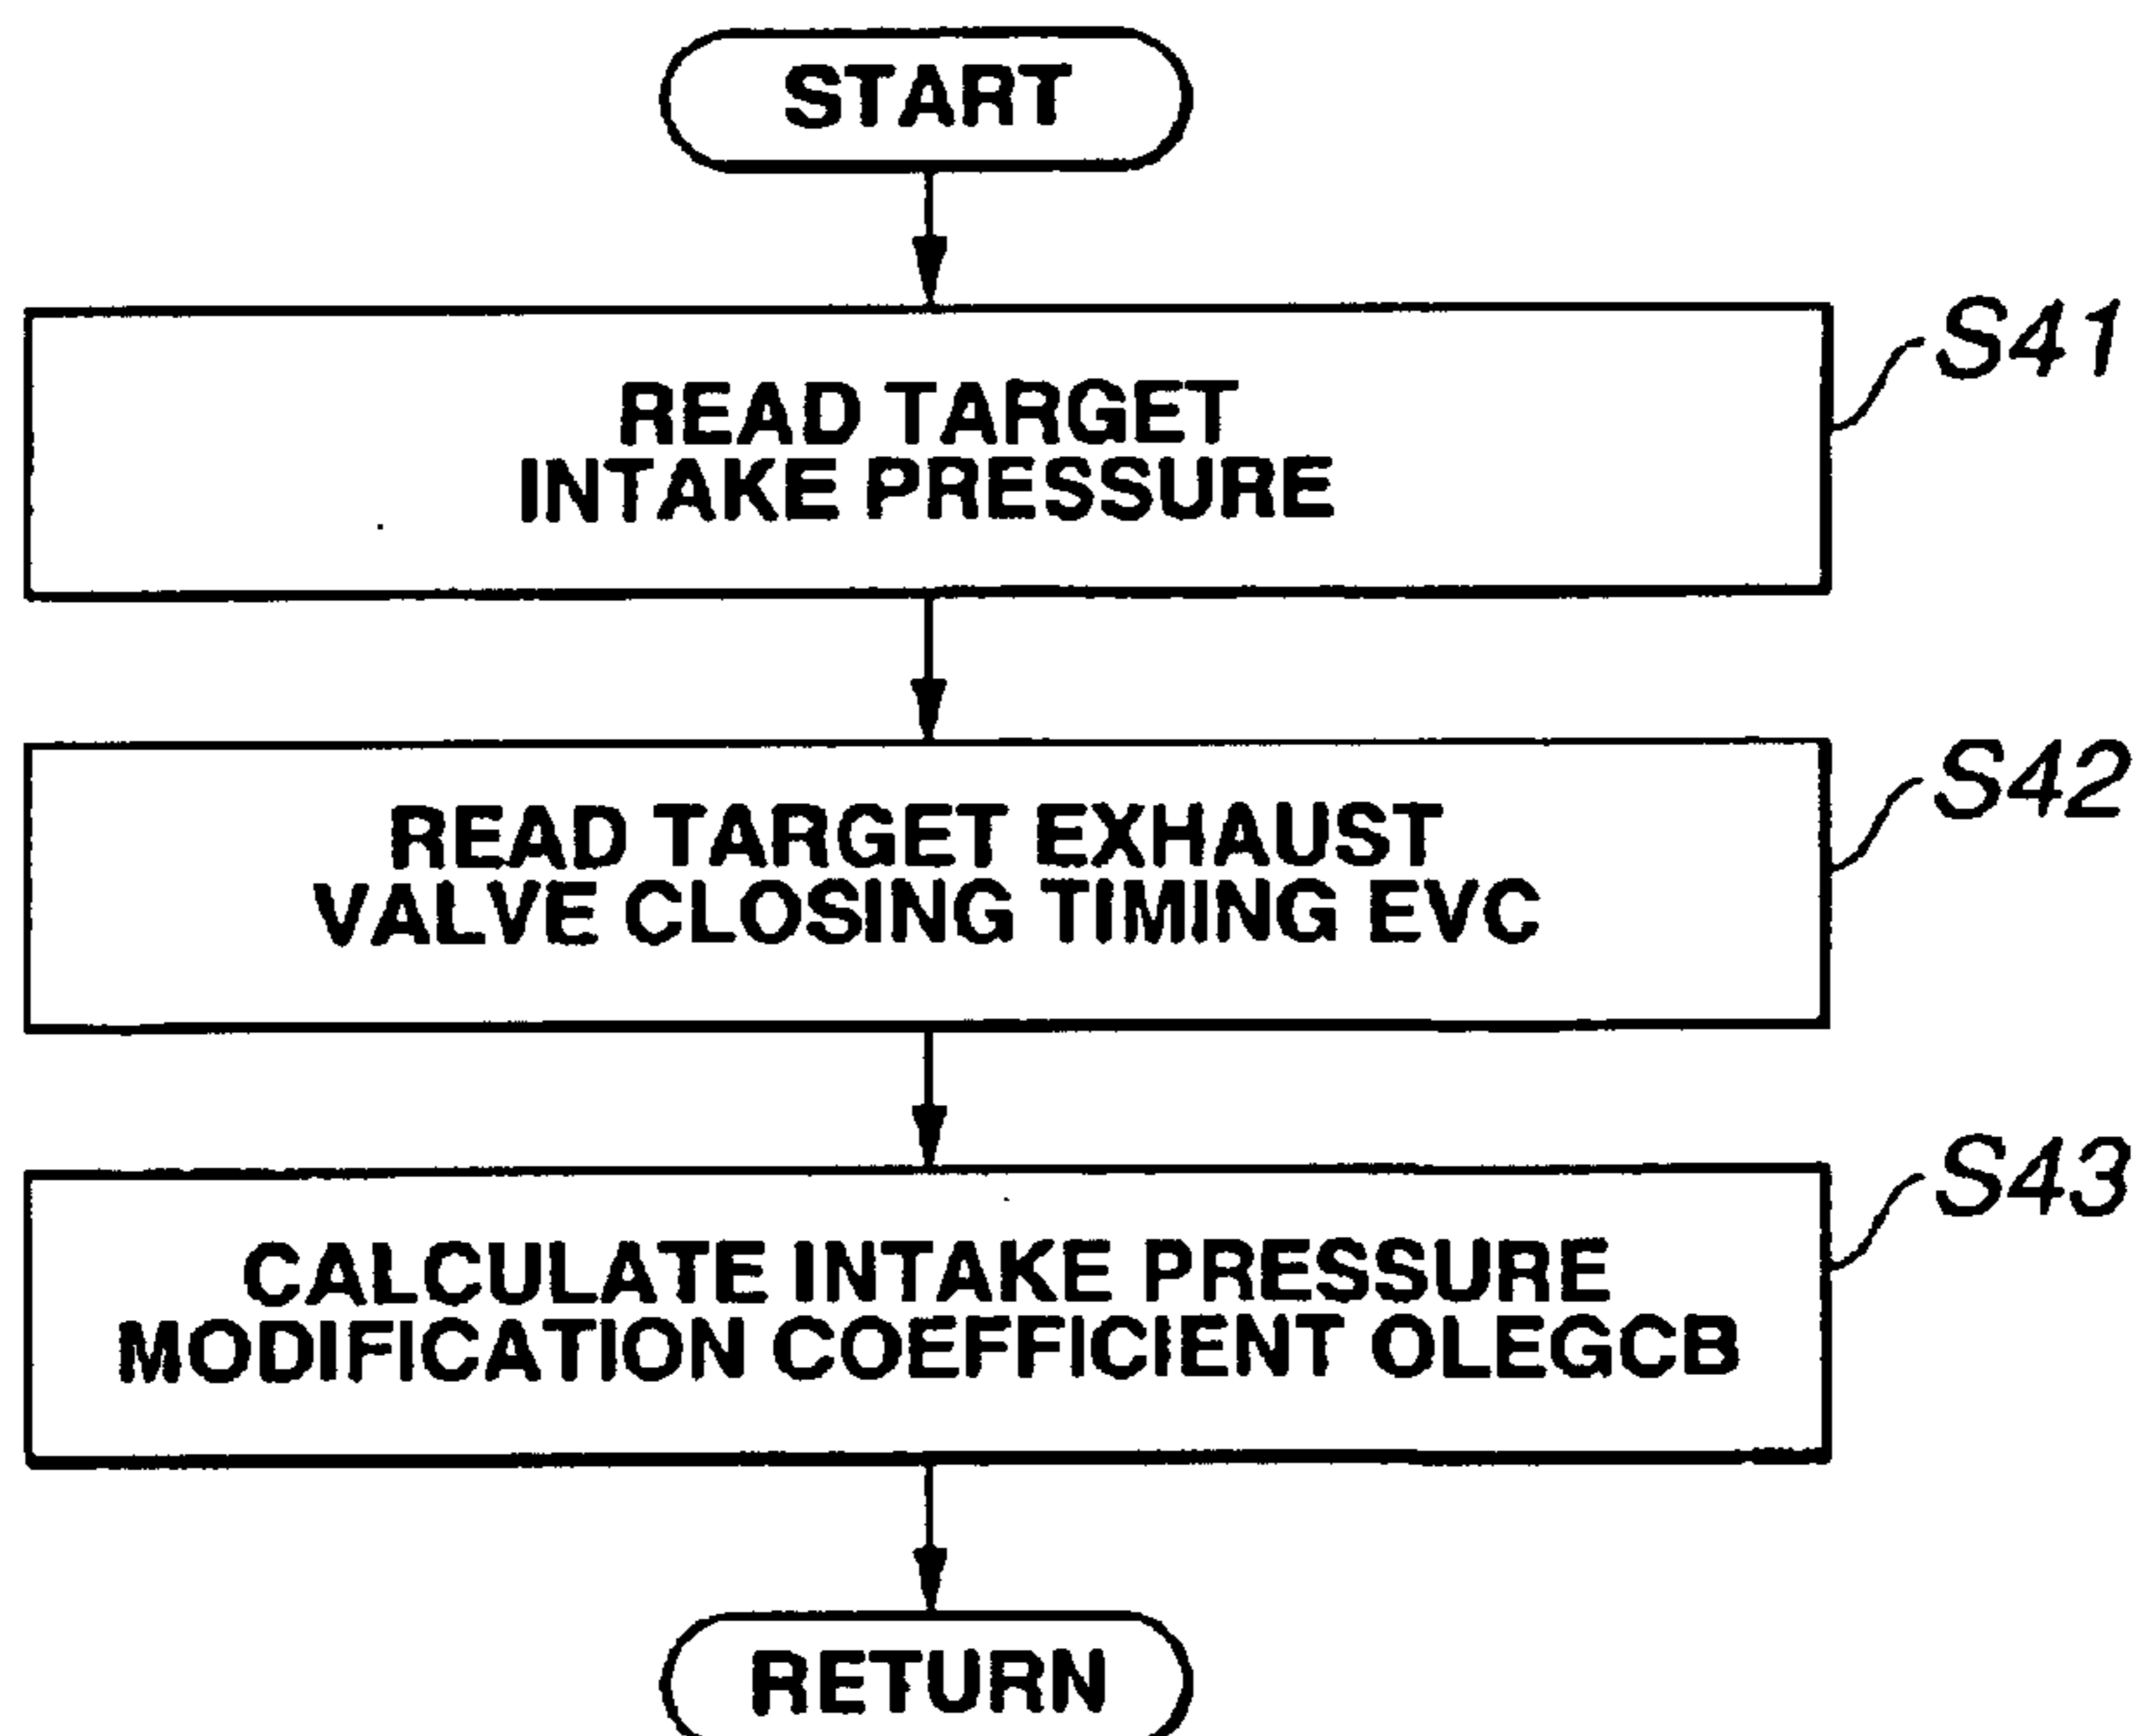 START
READ TARGET
INTAKE PRESSURE
S41
READ TARGET EXHAUST
VALVE CLOSING TIMING EVC
S42
CALCULATE INTAKE PRESSURE
MODIFICATION COEFFICIENT OLEGCB
S43
RETURN